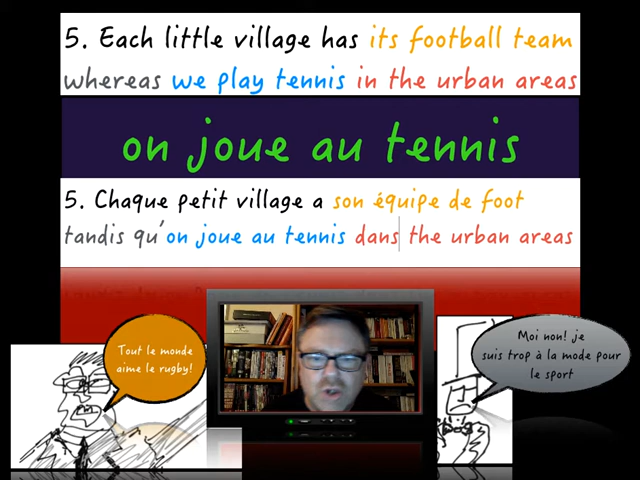 5. Each little village has its football team
whereas we play tennis in the urban areas
on joue au tennis
5. Chaque petit village a son équipe de foot
tandis qu'on joue au tennis dans the urban areas
Tout le monde
aime le rugby!
Moi non! je
suis trop à la mode pour
le sport